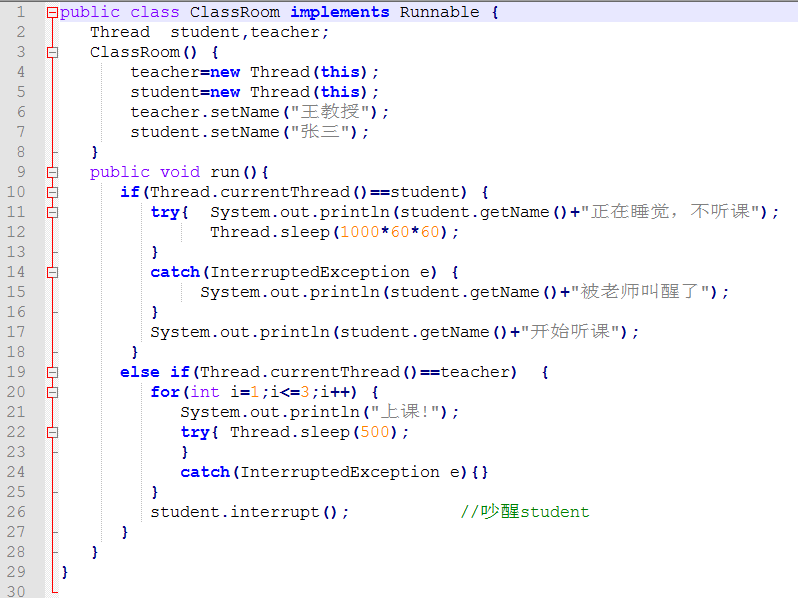 1 public class ClassRoom implements Runnable {
2 Thread  student,teacher;
3 ClassRoom() {
4 teacher=new Thread(this);
5 student=new Thread(this);
6 teacher.setName("王教授");
7 student.setName("张三");
8 }
9 public void run(){
10 if(Thread.currentThread()==student) {
11 try{  System.out.println(student.getName()+"正在睡觉，不听课");
12 Thread.sleep(1000*60*60);
13 }
14 catch(InterruptedException e) {
15 System.out.println(student.getName()+"被老师叫醒了");
16 }
17 System.out.println(student.getName()+"开始听课");
18 }
19 else if(Thread.currentThread()==teacher)  {
20 for(int i=1;i<=3;i++) {
21 System.out.println("上课!");
22 try{ Thread.sleep(500);
23 }
24 catch(InterruptedException e){}
25 }
26 student.interrupt();           //吵醒student
27 }
28 }
29 }
30